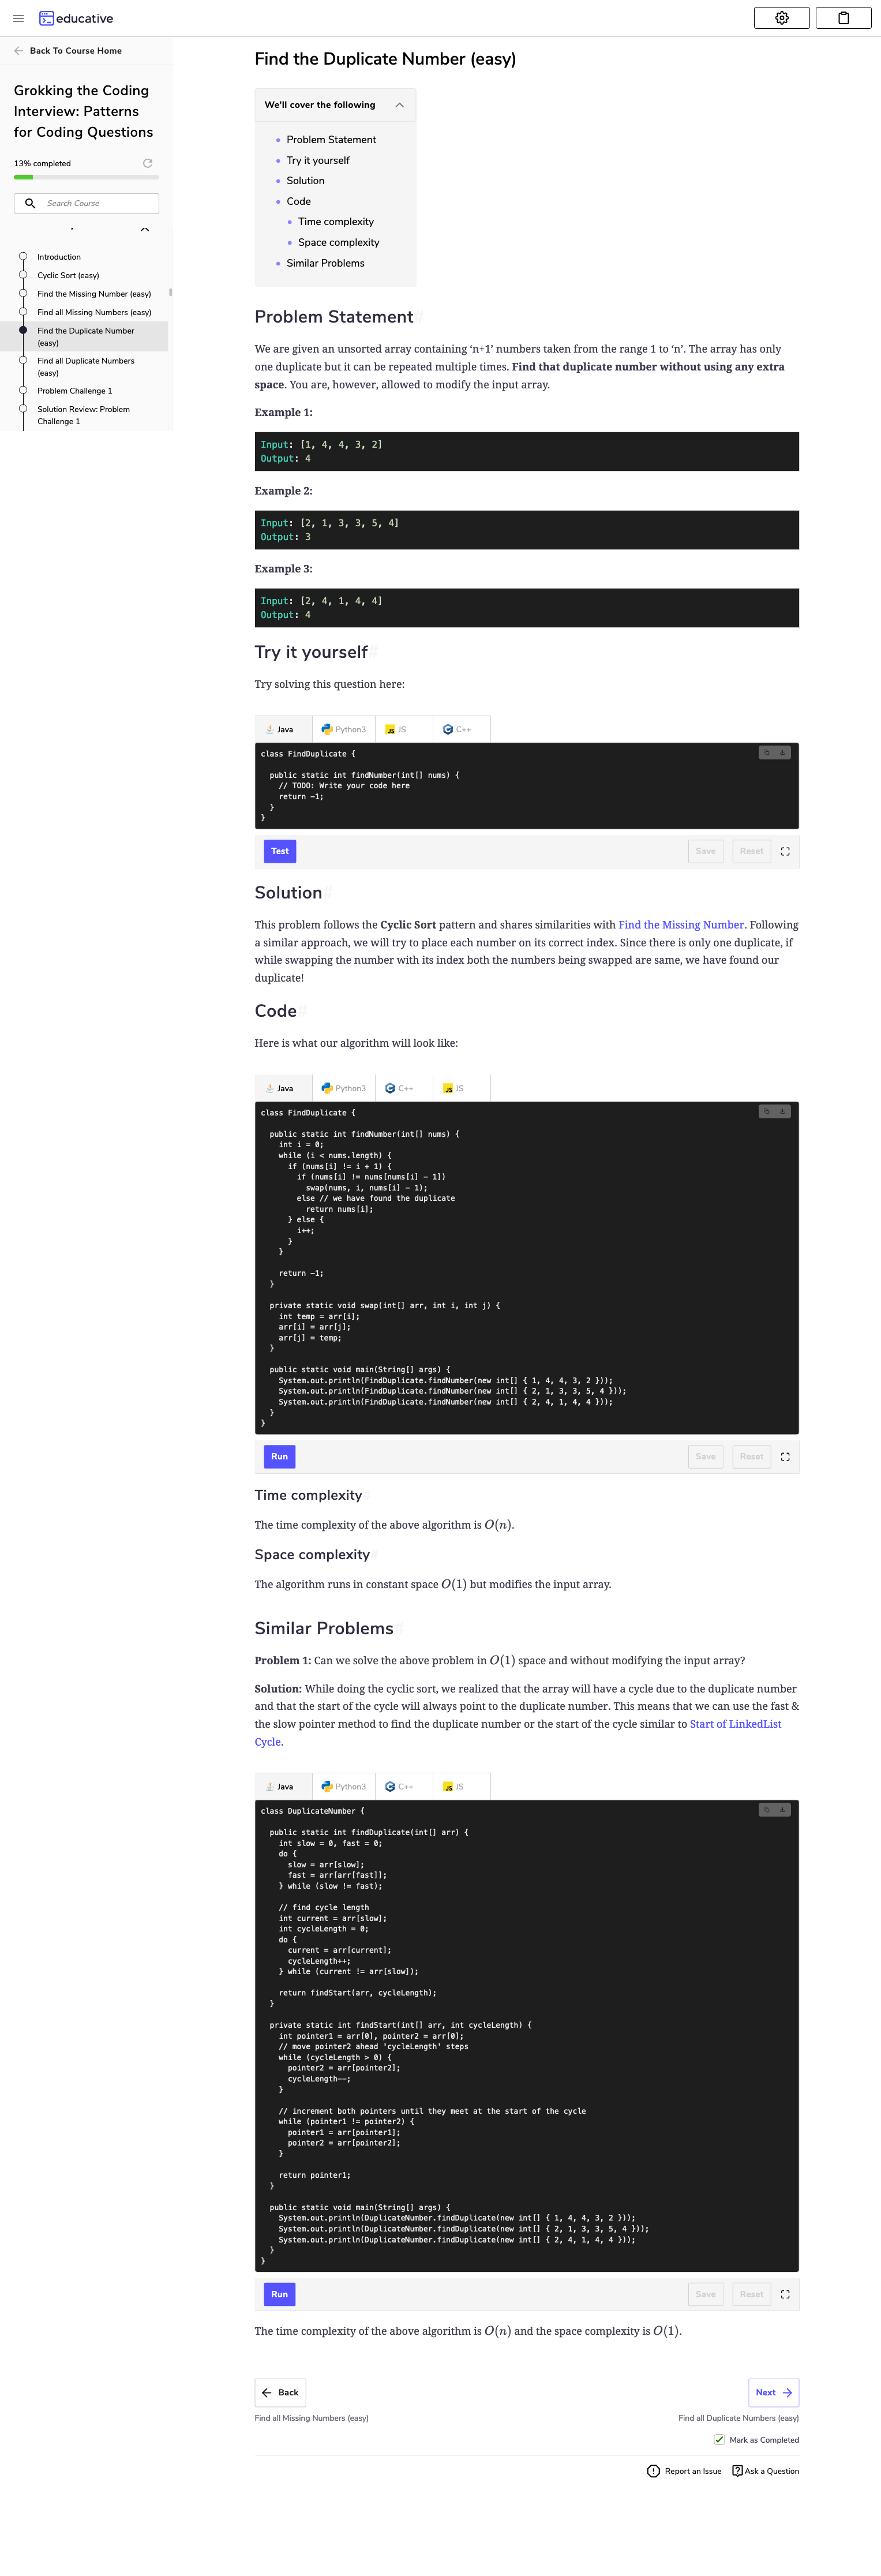 educative
Back To Course Home
Grokking the Coding
Interview: Patterns
for Coding Questions
13% completed
Search Course
Introduction
Cyclic Sort (easy)
Find the Missing Number (easy)
Find all Missing Numbers (easy)
Find the Duplicate Number
(easy)
Find all Duplicate Numbers
(easy)
Problem Challenge 1
Solution Review: Problem
Challenge 1
Find the Duplicate Number (easy)
We'll cover the following
Problem Statement
Try it yourself
Solution
Code
Time complexity
Space complexity
Similar Problems
Problem Statement#
We are given an unsorted array containing ‘n+1’ numbers taken from the range 1 to ‘n’. The array has only
one duplicate but it can be repeated multiple times. Find that duplicate number without using any extra
space. You are, however, allowed to modify the input array.
Example 1:
Input: [1, 4, 4, 3, 2]
Output: 4
Example 2:
Input: [2, 1, 3, 3, 5, 4]
Output: 3
Example 3:
Input: [2, 4, 1, 4, 4]
Output: 4
Try it yourself#
Try solving this question here:
Java Python3 JS JS C++
class FindDuplicate {
  public static int findNumber(int[] nums) {
    // TODO: Write your code here
    return -1;
  }
}
Test Save Reset
Solution#
This problem follows the Cyclic Sort pattern and shares similarities with Find the Missing Number. Following
a similar approach, we will try to place each number on its correct index. Since there is only one duplicate, if
while swapping the number with its index both the numbers being swapped are same, we have found our
duplicate!
Code#
Here is what our algorithm will look like:
Java Python3 C++ JS JS
class FindDuplicate {
  public static int findNumber(int[] nums) {
    int i = 0;
    while (i < nums.length) {
      if (nums[i] != i + 1) {
        if (nums[i] != nums[nums[i] - 1])
          swap(nums, i, nums[i] - 1);
        else // we have found the duplicate
          return nums[i];
      } else {
        i++;
      }
    }
    return -1;
  }
  private static void swap(int[] arr, int i, int j) {
    int temp = arr[i];
    arr[i] = arr[j];
    arr[j] = temp;
  }
  public static void main(String[] args) {
    System.out.println(FindDuplicate.findNumber(new int[] { 1, 4, 4, 3, 2 }));
    System.out.println(FindDuplicate.findNumber(new int[] { 2, 1, 3, 3, 5, 4 }));
    System.out.println(FindDuplicate.findNumber(new int[] { 2, 4, 1, 4, 4 }));
  }
}
Run Save Reset
Time complexity#
The time complexity of the above algorithm is O(n).
Space complexity#
The algorithm runs in constant space O(1) but modifies the input array.
Similar Problems#
Problem 1: Can we solve the above problem in O(1) space and without modifying the input array?
Solution: While doing the cyclic sort, we realized that the array will have a cycle due to the duplicate number
and that the start of the cycle will always point to the duplicate number. This means that we can use the fast &
the slow pointer method to find the duplicate number or the start of the cycle similar to Start of LinkedList
Cycle.
Java Python3 C++ JS JS
class DuplicateNumber {
  public static int findDuplicate(int[] arr) {
    int slow = 0, fast = 0;
    do {
      slow = arr[slow];
      fast = arr[arr[fast]];
    } while (slow != fast);
    // find cycle length
    int current = arr[slow];
    int cycleLength = 0;
    do {
      current = arr[current];
      cycleLength++;
    } while (current != arr[slow]);
    return findStart(arr, cycleLength);
  }
  private static int findStart(int[] arr, int cycleLength) {
    int pointer1 = arr[0], pointer2 = arr[0];
    // move pointer2 ahead 'cycleLength' steps
    while (cycleLength > 0) {
      pointer2 = arr[pointer2];
      cycleLength--;
    }
    // increment both pointers until they meet at the start of the cycle
    while (pointer1 != pointer2) {
      pointer1 = arr[pointer1];
      pointer2 = arr[pointer2];
    }
    return pointer1;
  }
  public static void main(String[] args) {
    System.out.println(DuplicateNumber.findDuplicate(new int[] { 1, 4, 4, 3, 2 }));
    System.out.println(DuplicateNumber.findDuplicate(new int[] { 2, 1, 3, 3, 5, 4 }));
    System.out.println(DuplicateNumber.findDuplicate(new int[] { 2, 4, 1, 4, 4 }));
  }
}
Run Save Reset
The time complexity of the above algorithm is O(n) and the space complexity is O(1).
Back Next
Find all Missing Numbers (easy) Find all Duplicate Numbers (easy)
Mark as Completed
Report an Issue Ask a Question